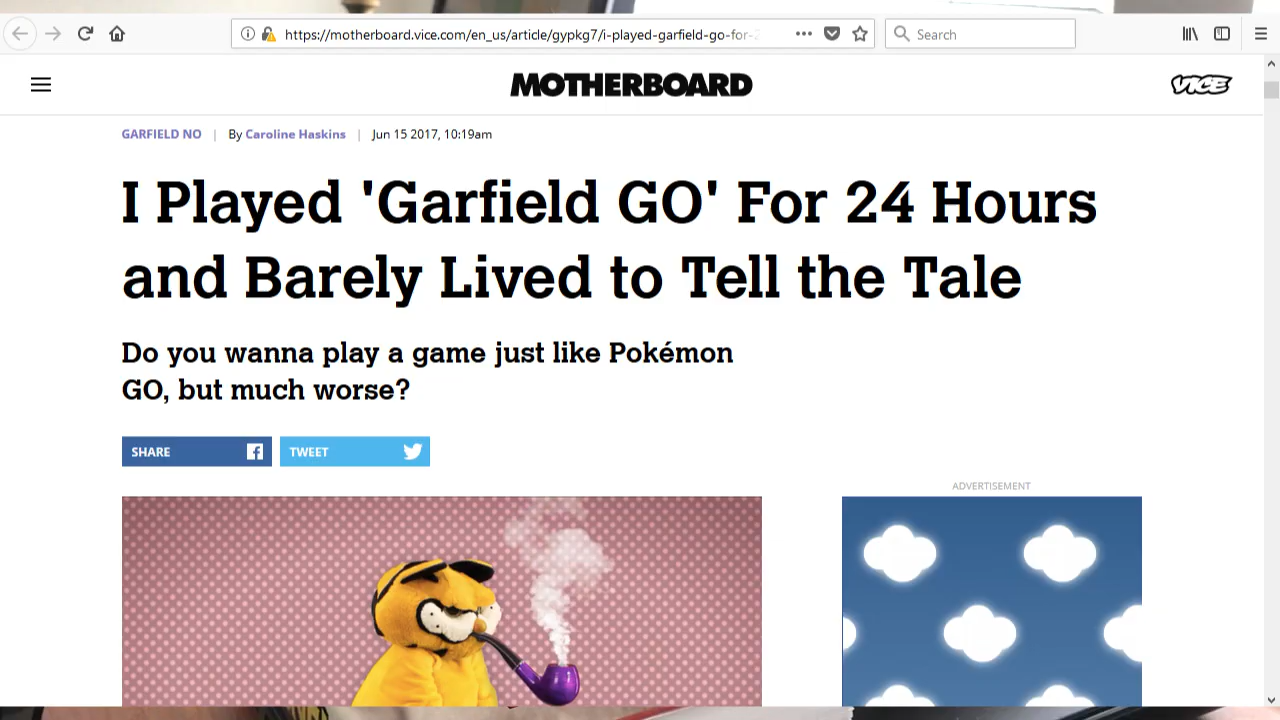 https://motherboard.vice.com/en_us/article/gypkg7/i-played-garfield-go-for-2
Search
MOTHERBOARD
VICE
GARFIELD NO | By Caroline Haskins | Jun 15 2017, 10:19am
I Played 'Garfield GO' For 24 Hours
and Barely Lived to Tell the Tale
Do you wanna play a game just like Pokémon
GO, but much worse?
SHARE
TWEET
ADVERTISEMENT